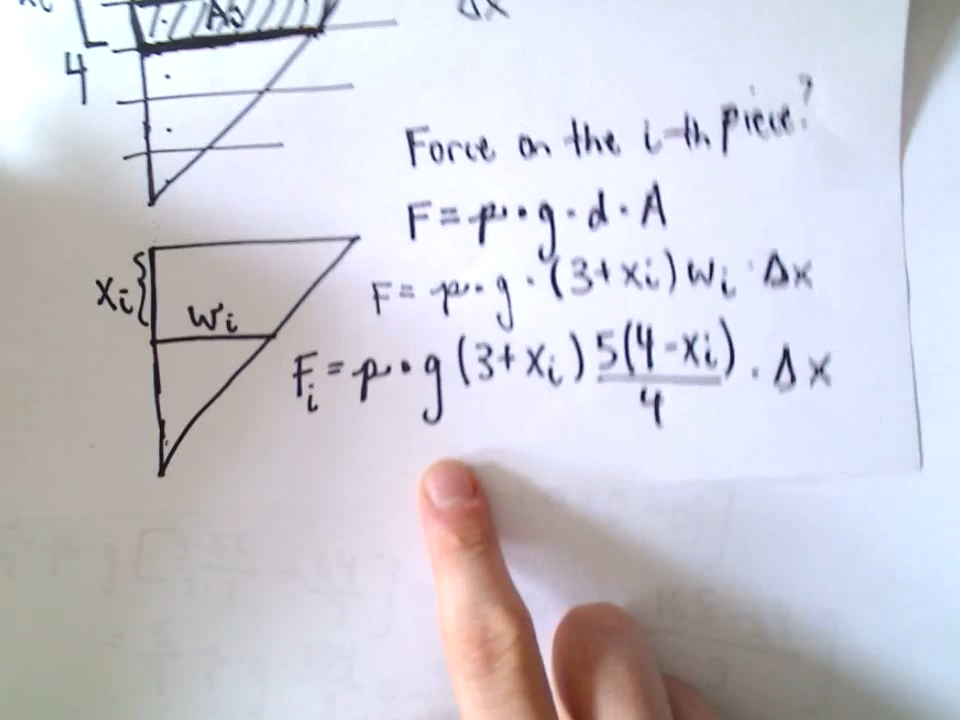 Δx
4
Force on the i-th piece?
F = ρ · g · d · A
F = ρ · g · (3 + xi) wi · Δx
xi
wi
Fi = ρ · g (3 + xi) 5(4 - xi)/4 · Δx